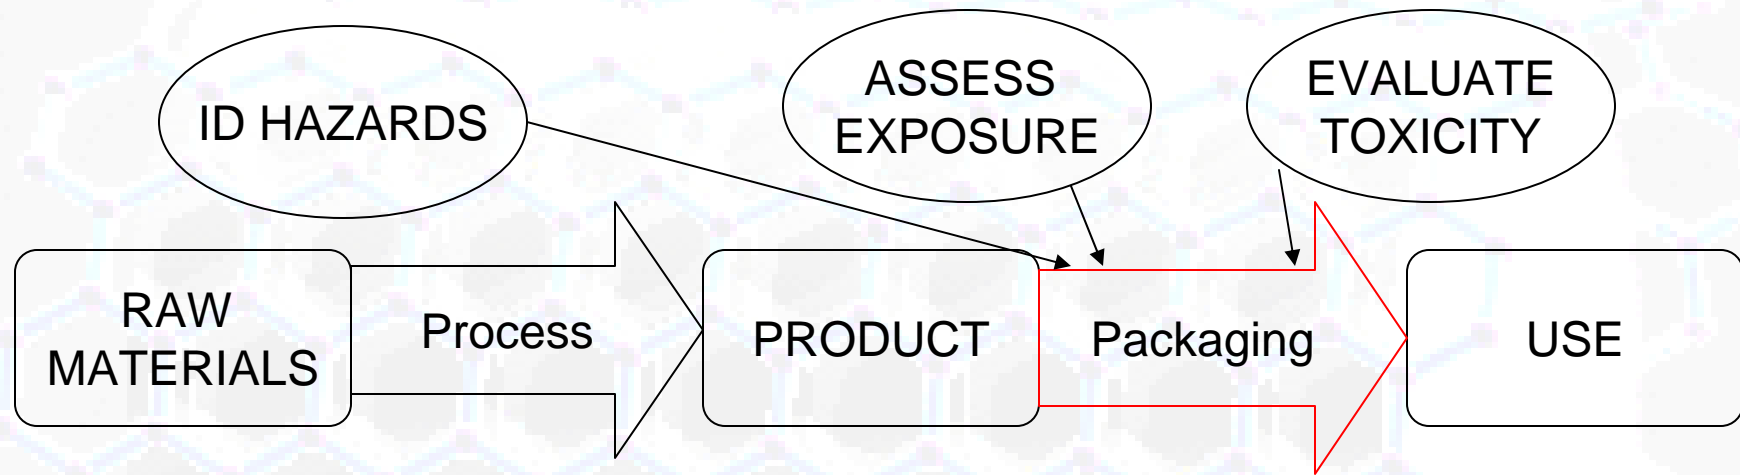 ID HAZARDS
ASSESS
EXPOSURE
EVALUATE
TOXICITY
RAW
MATERIALS
Process
PRODUCT
Packaging
USE